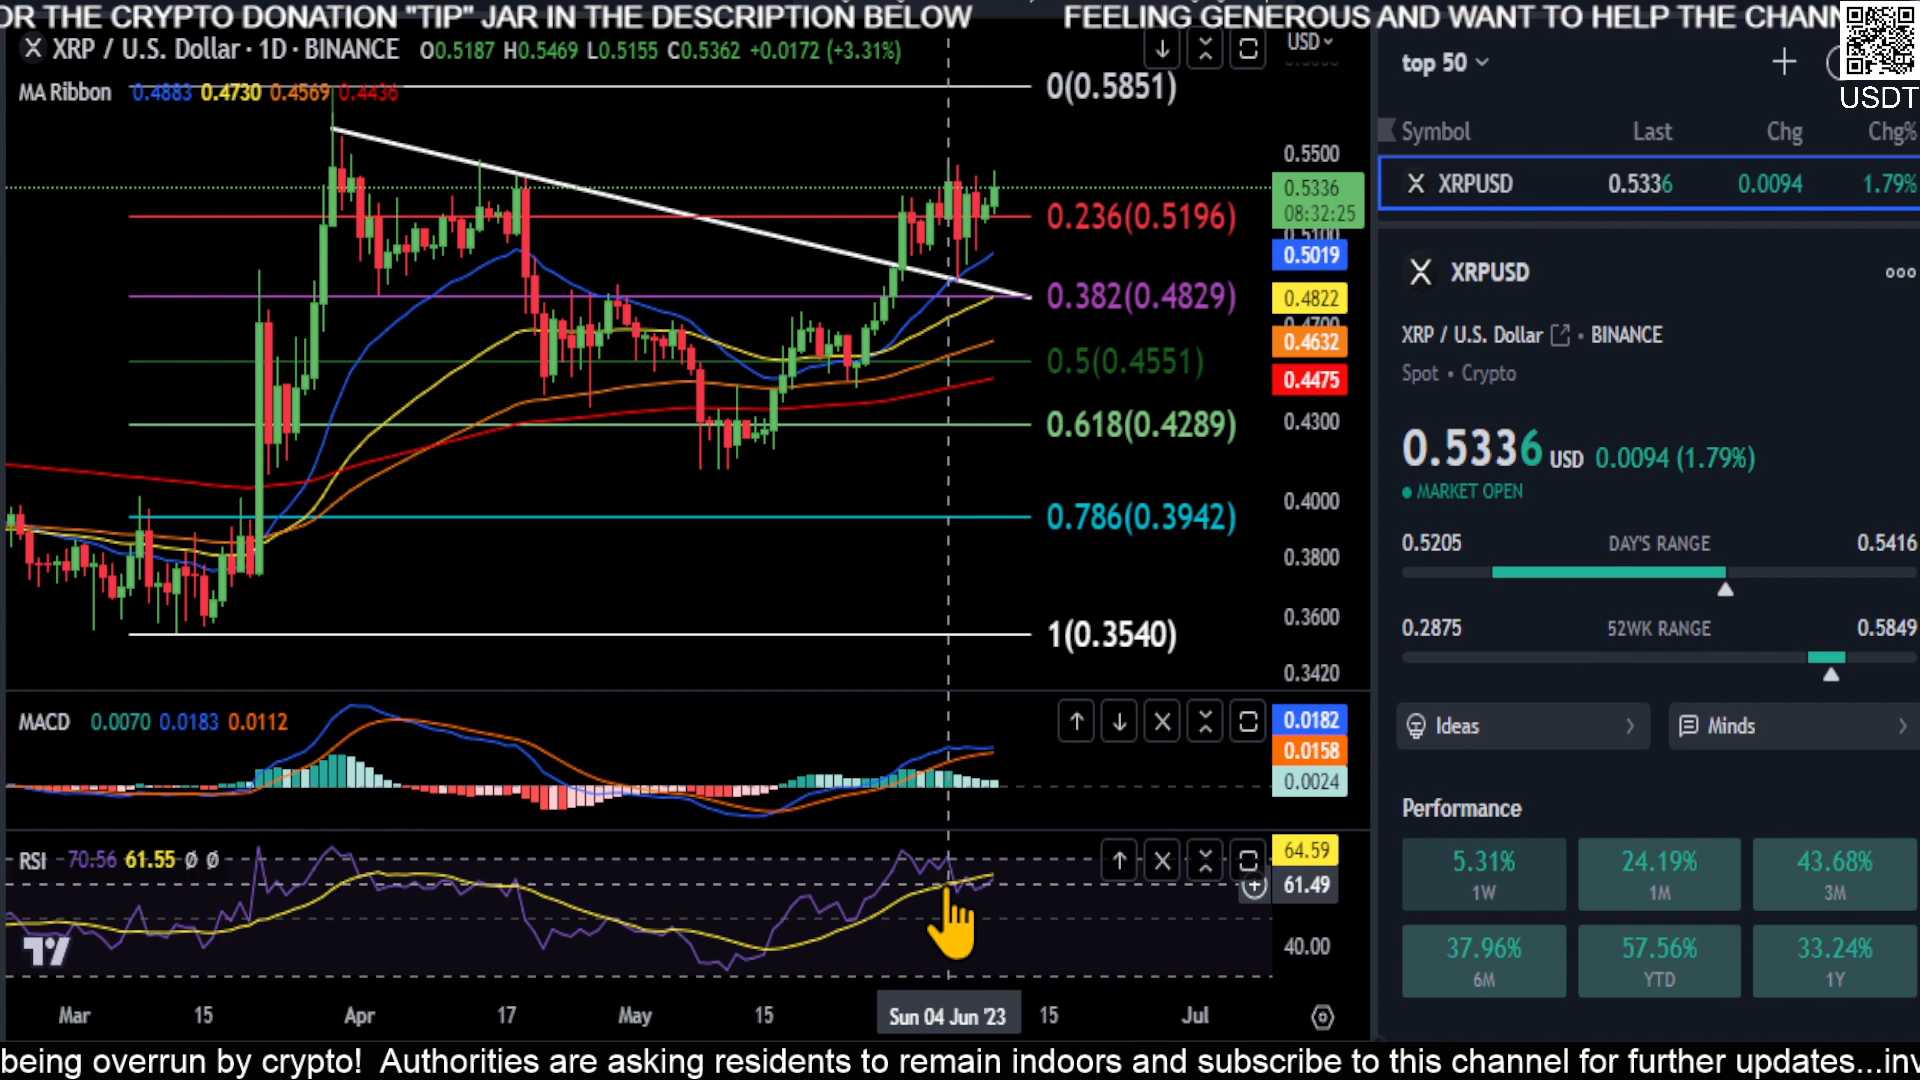 OR THE CRYPTO DONATION "TIP" JAR IN THE DESCRIPTION BELOW FEELING GENEROUS AND WANT TO HELP THE CHANN
XRP / U.S. Dollar · 1D · BINANCE O0.5187 H0.5469 L0.5155 C0.5362 +0.0172 (+3.31%)
USD
MA Ribbon 0.4883 0.4730 0.4569 0.4436
0(0.5851)
0.236(0.5196)
0.382(0.4829)
0.5(0.4551)
0.618(0.4289)
0.786(0.3942)
1(0.3540)
0.5500
0.5336
08:32:25
0.5100
0.5019
0.4822
0.4700
0.4632
0.4475
0.4300
0.4000
0.3800
0.3600
0.3420
MACD 0.0070 0.0183 0.0112
0.0182
0.0158
0.0024
RSI 70.56 61.55 Ø Ø
64.59
61.49
40.00
Mar 15 Apr 17 May 15 Sun 04 Jun '23 15 Jul
top 50
USDT
Symbol Last Chg Chg%
XRPUSD 0.5336 0.0094 1.79%
XRPUSD
XRP / U.S. Dollar • BINANCE
Spot • Crypto
0.5336 USD 0.0094 (1.79%)
MARKET OPEN
0.5205 DAY'S RANGE 0.5416
0.2875 52WK RANGE 0.5849
Ideas Minds
Performance
5.31% 24.19% 43.68%
1W 1M 3M
37.96% 57.56% 33.24%
6M YTD 1Y
being overrun by crypto! Authorities are asking residents to remain indoors and subscribe to this channel for further updates...inv